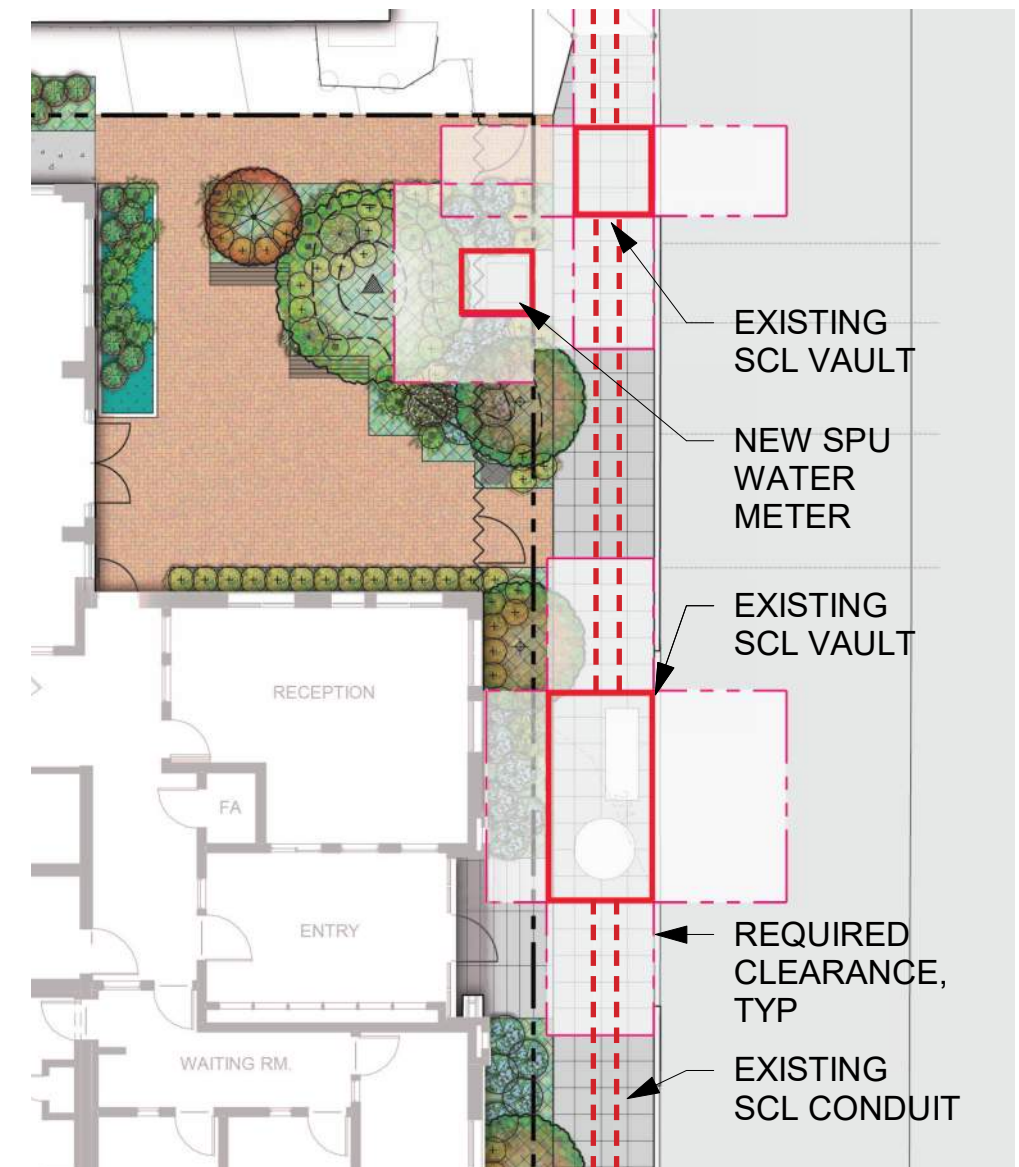 EXISTING
SCL VAULT
NEW SPU
WATER
METER
EXISTING
SCL VAULT
RECEPTION
FA
ENTRY
REQUIRED
CLEARANCE,
TYP
WAITING RM.
EXISTING
SCL CONDUIT